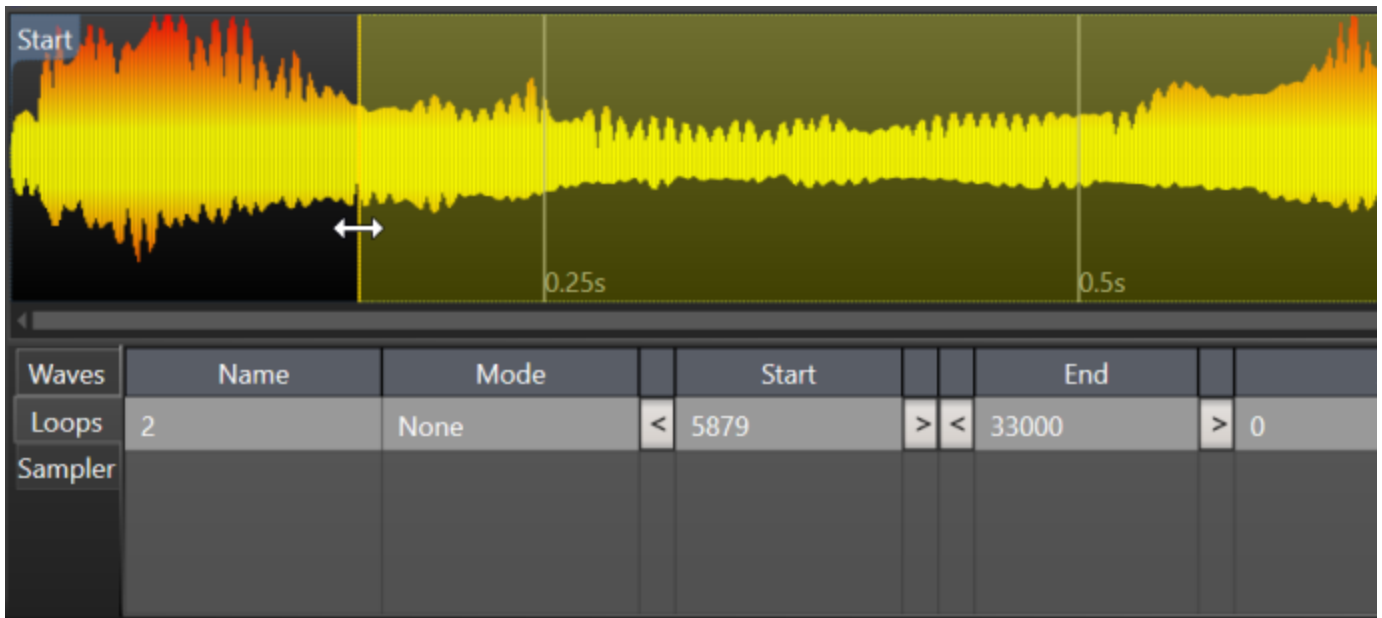 Start
0.25s 0.5s
Waves Name Mode Start End
Loops 2 None < 5879 > < 33000 > 0
Sampler